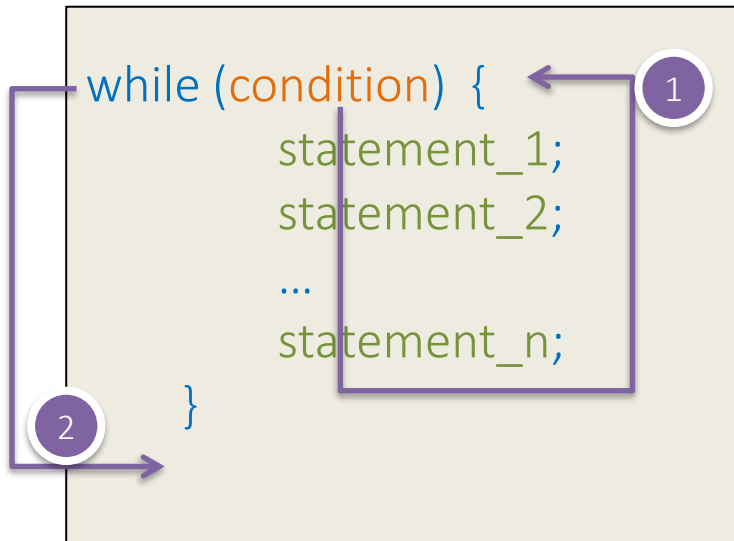 while (condition) {
1
statement_1;
statement_2;
...
statement_n;
}
2